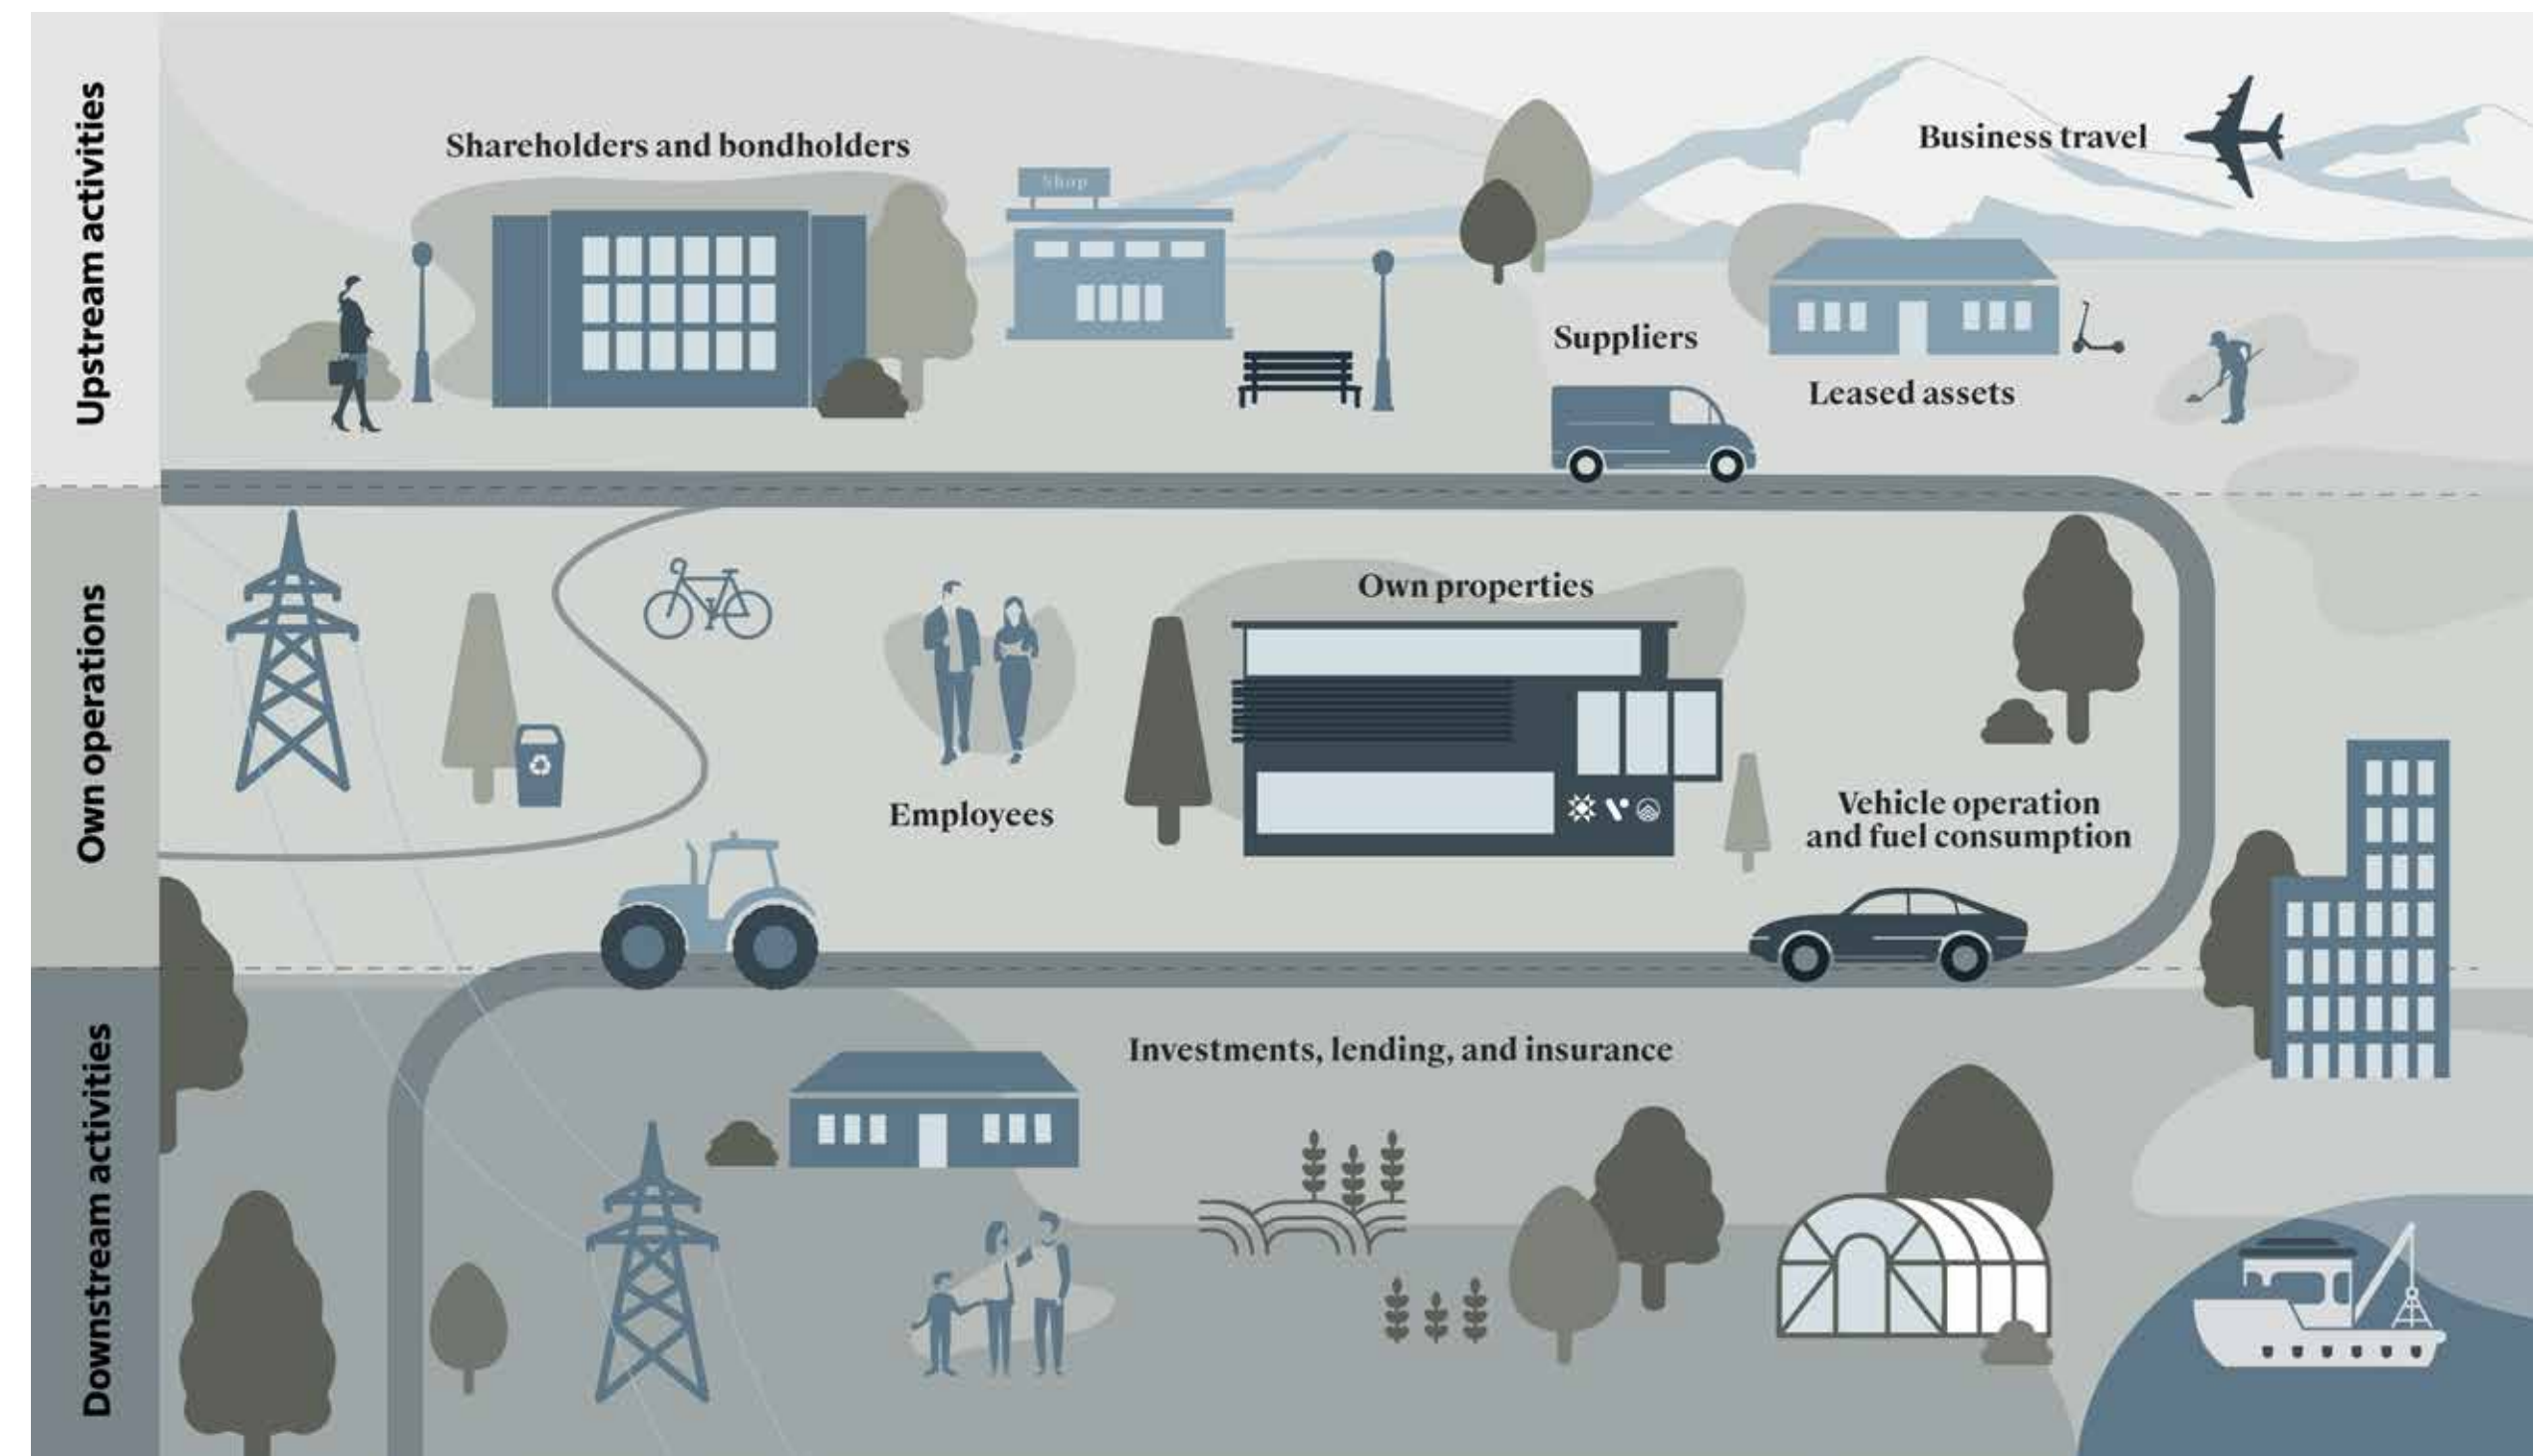 Upstream activities
Shareholders and bondholders
Shop
Business travel
Suppliers
Leased assets
Own operations
Own properties
Employees
Vehicle operation
and fuel consumption
Downstream activities
Investments, lending, and insurance